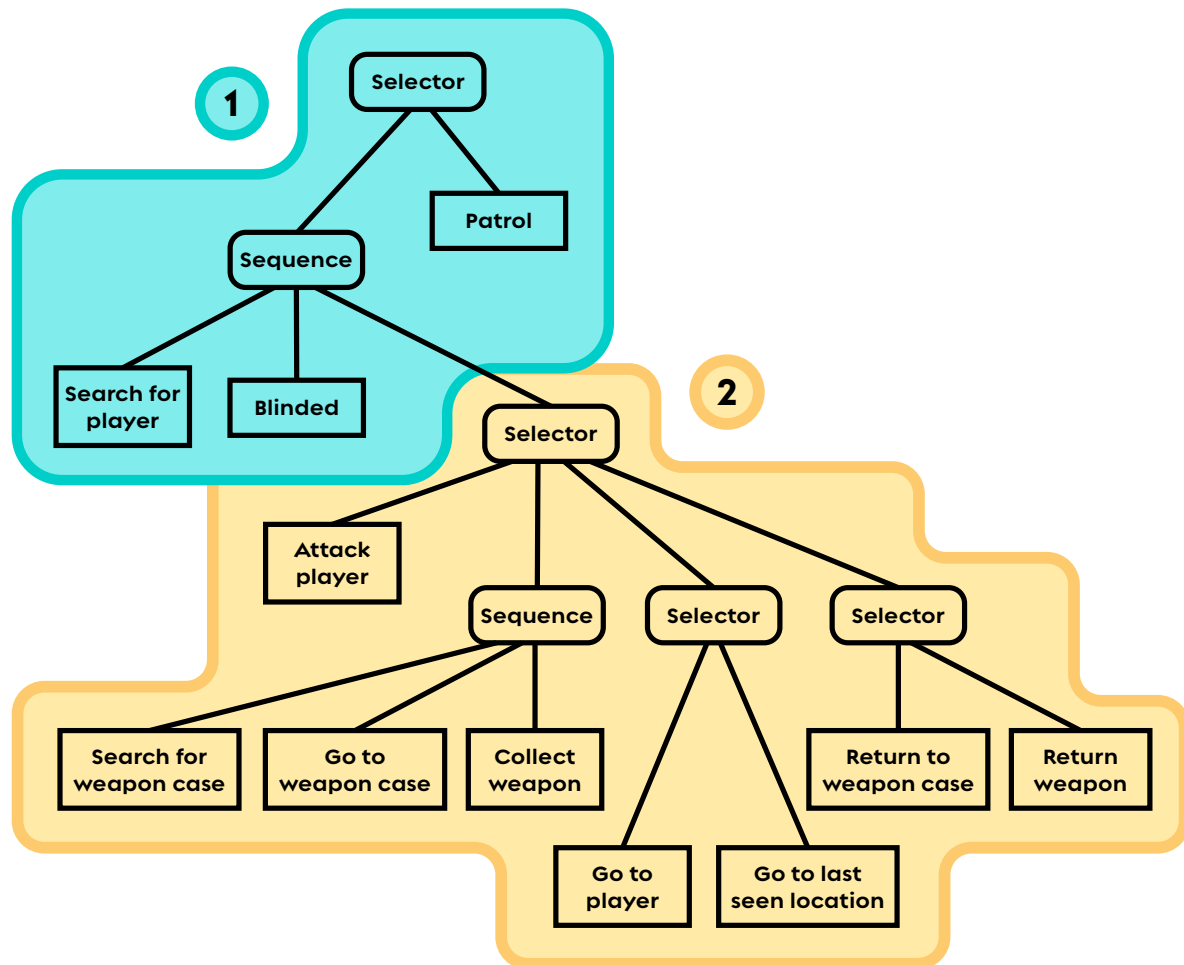 1
Selector
Patrol
Sequence
Search for
player
Blinded
2
Selector
Attack
player
Sequence
Selector
Selector
Search for
weapon case
Go to
weapon case
Collect
weapon
Return to
weapon case
Return
weapon
Go to
player
Go to last
seen location